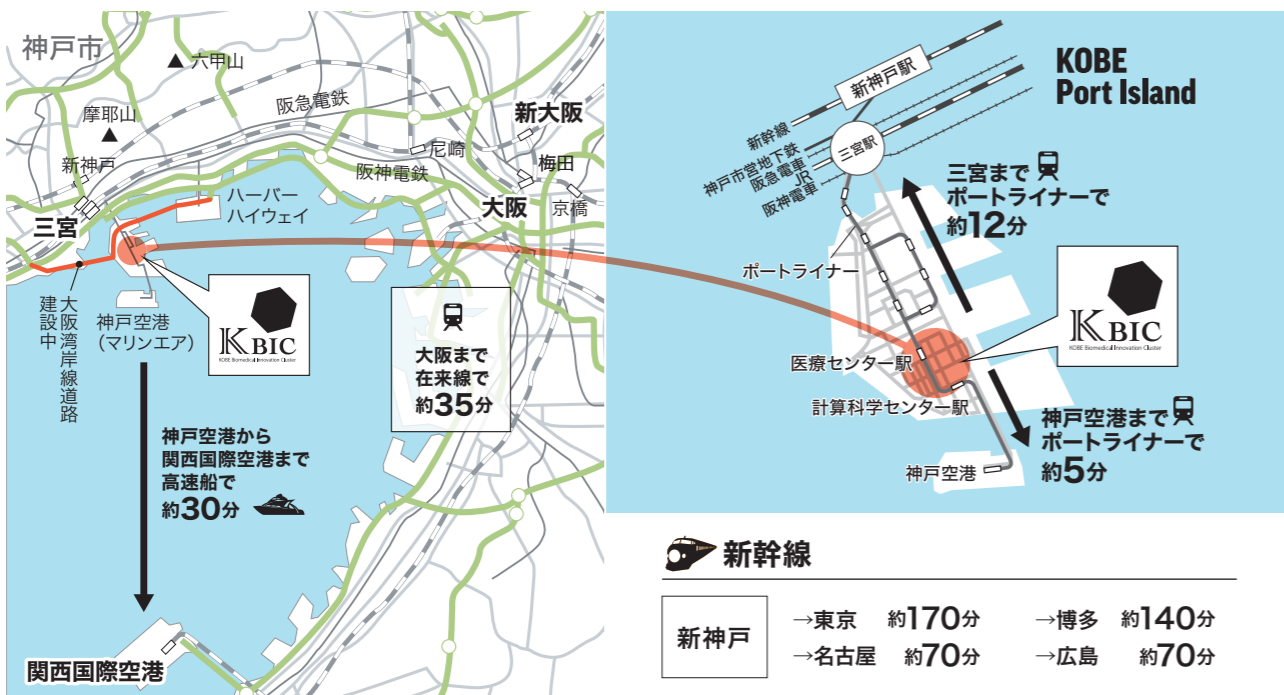 神戸市
六甲山
摩耶山
阪急電鉄
新大阪
新神戸
尼崎
梅田
阪神電鉄
ハーバー
ハイウェイ
大阪
京橋
三宮
大阪湾岸線道路
建設中
神戸空港
(マリンエア)
KBIC
KOBE Biomedical Innovation Cluster
大阪まで
在来線で
約35分
神戸空港から
関西国際空港まで
高速船で
約30分
関西国際空港
KOBE
Port Island
新神戸駅
新幹線
三宮駅
神戸市営地下鉄
阪急電車
JR
阪神電車
三宮まで
ポートライナーで
約12分
ポートライナー
KBIC
KOBE Biomedical Innovation Cluster
医療センター駅
計算科学センター駅
神戸空港まで
ポートライナーで
約5分
神戸空港
新幹線
新神戸
→東京 約170分 →博多 約140分
→名古屋 約70分 →広島 約70分